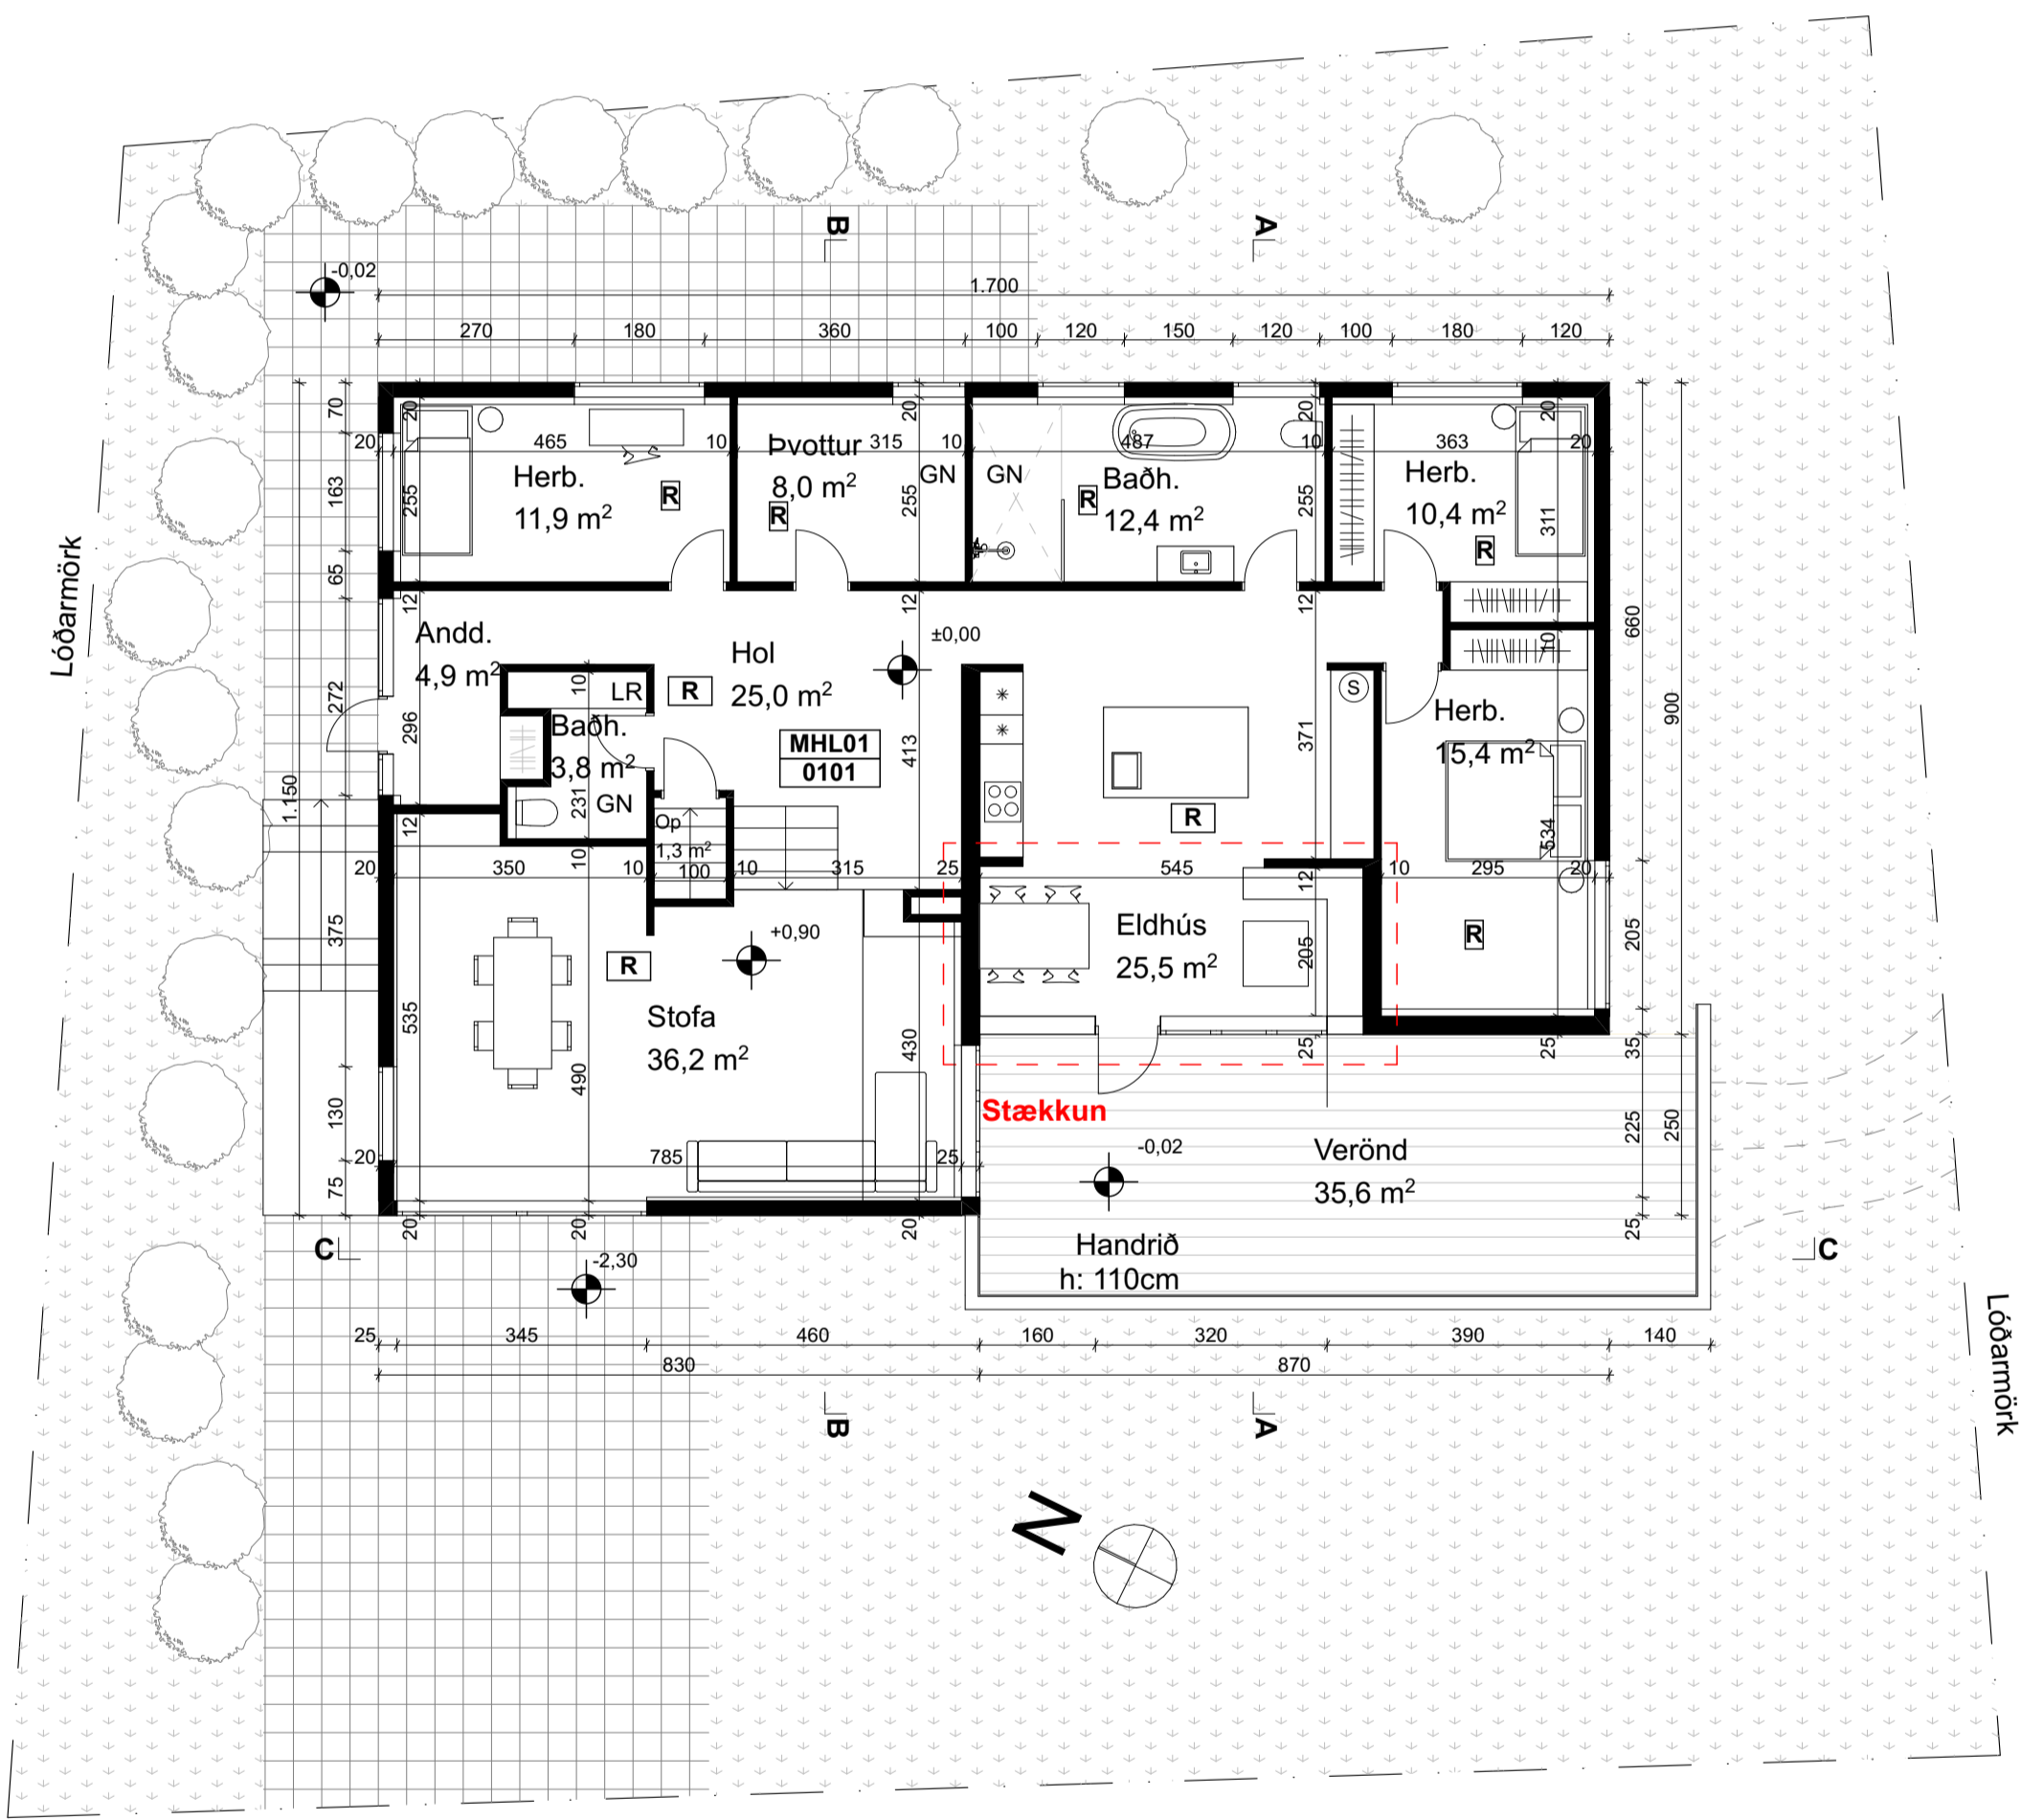 B
A
-0,02
1.700
270
180
360
100
120
150
120
100
180
120
70
20
20
20
20
20
465
10
Þvottur
315
10
487
10
363
20
Herb.
11,9 m²
R
8,0 m²
R
GN
GN
R
Baðh.
12,4 m²
Herb.
10,4 m²
R
163
255
255
255
311
Lóðarmörk
65
12
12
12
10
660
Andd.
4,9 m²
Hol
25,0 m²
±0,00
LR
R
10
S
Herb.
15,4 m²
272
296
Baðh.
3,8 m²
MHL01
0101
413
371
900
1.150
231
GN
R
534
12
Op
1,3 m²
20
350
10
10
100
10
315
25
545
12
10
295
20
375
+0,90
R
Eldhús
25,5 m²
205
R
205
535
Stofa
36,2 m²
430
25
25
35
490
130
Stækkun
225
250
20
785
25
-0,02
Verönd
35,6 m²
75
20
20
20
25
C
-2,30
Handrið
h: 110cm
C
25
345
460
160
320
390
140
830
870
Lóðarmörk
B
A
N